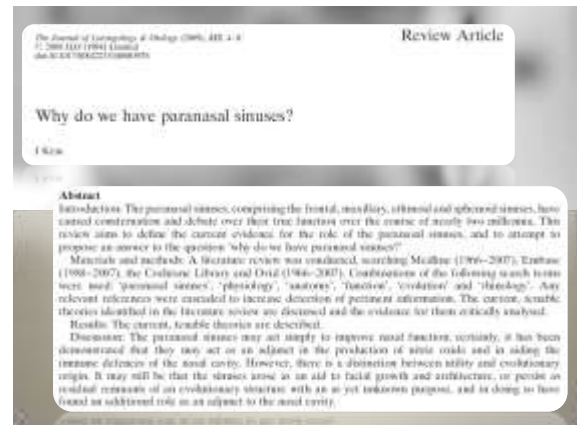 The Journal of Laryngology & Otology
Review Article
Why do we have paranasal sinuses?
Abstract
Introduction: The paranasal sinuses, comprising the frontal, maxillary, ethmoid and sphenoid sinuses, have
caused consternation and debate over their true function over the course of nearly two millennia. This
review aims to define the current evidence for the role of the paranasal sinuses, and to attempt to
propose an answer to the question 'why do we have paranasal sinuses?'
Materials and methods: A literature review was conducted, searching Medline (1966–2007), Embase
(1988–2007), the Cochrane Library and Ovid (1966–2007). Combinations of the following search terms
were used: 'paranasal sinuses', 'physiology', 'anatomy', 'function', 'evolution' and 'rhinology'. Any
relevant references were cascaded to increase detection of pertinent information. The current, tenable
theories identified in the literature review are discussed and the evidence for them critically analysed.
Results: The current, tenable theories are described.
Discussion: The paranasal sinuses may act simply to improve nasal function; certainly, it has been
demonstrated that they may act as an adjunct in the production of nitric oxide and in aiding the
immune defences of the nasal cavity. However, there is a distinction between utility and evolutionary
origin. It may well be that the sinuses arose as an aid to facial growth and architecture, or persist as
residual remnants of an evolutionary structure with an as yet unknown purpose, and in doing so have
found an additional role as an adjunct to the nasal cavity.